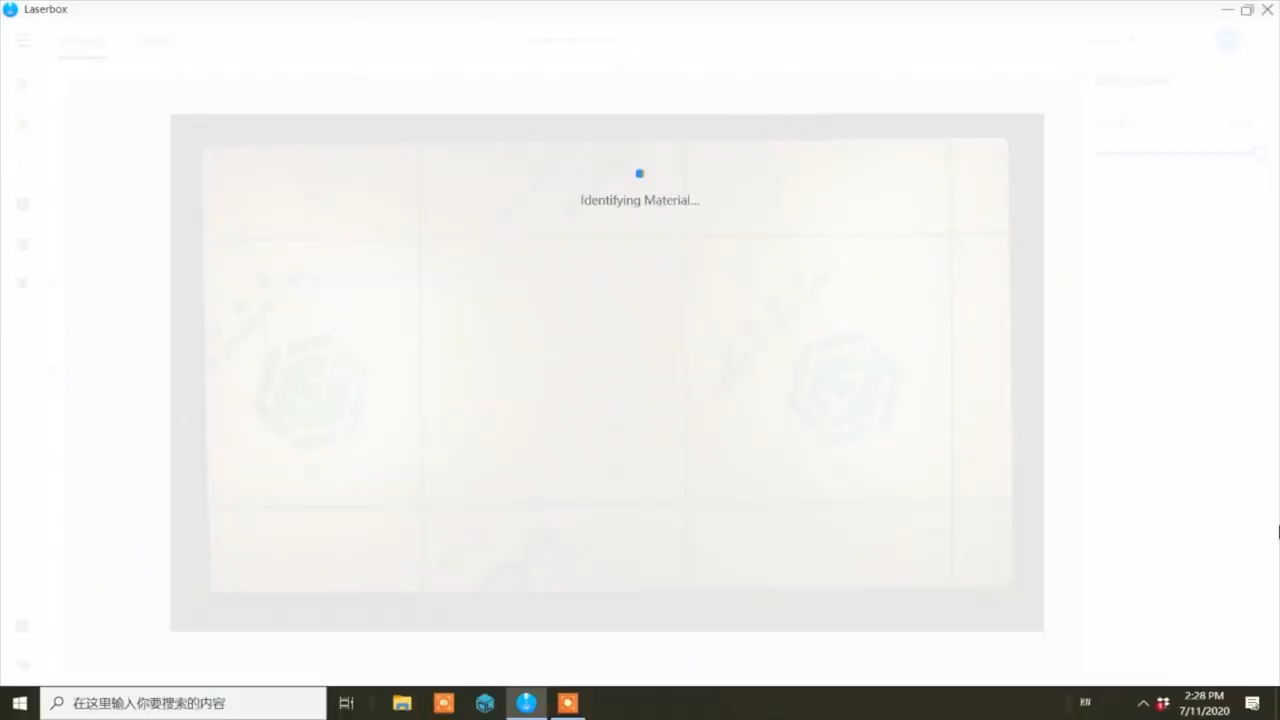 Laserbox
Identifying Material...
在这里输入你要搜索的内容
EN
2:28 PM
7/11/2020